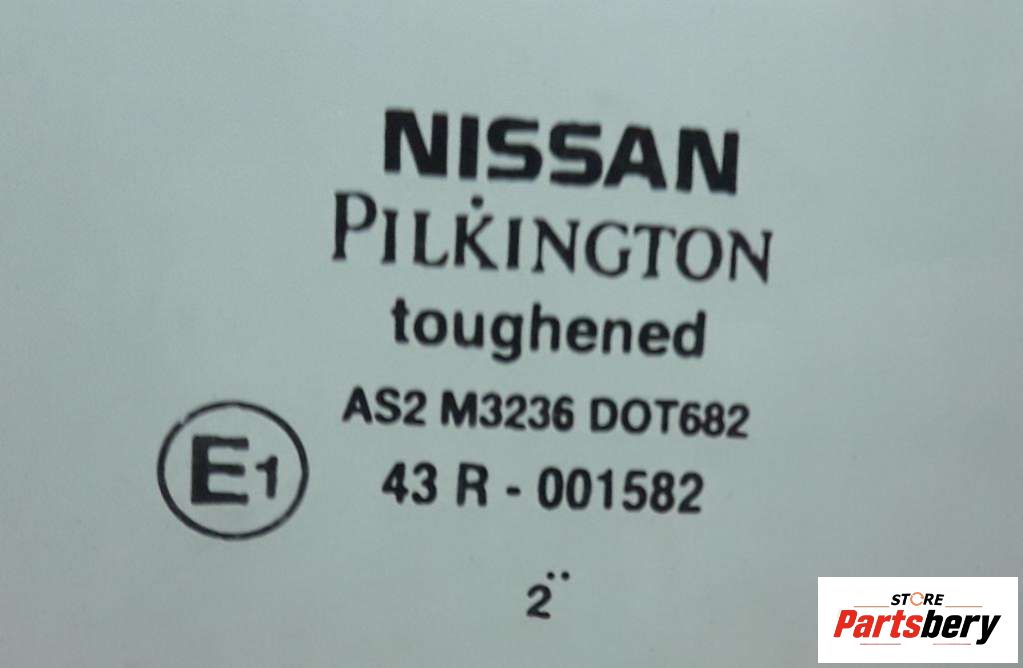 NISSAN
PILKINGTON
toughened
AS2 M3236 DOT682
E1
43 R - 001582
2
STORE
Partsbery